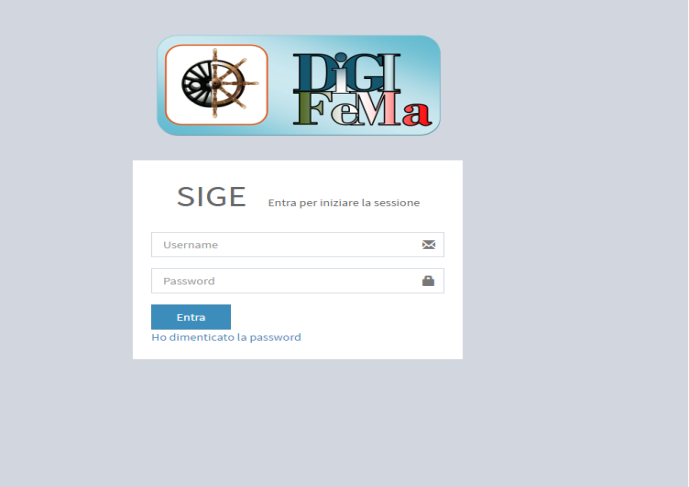 DiGI
FeMa
SIGE Entra per iniziare la sessione
Username
Password
Entra
Ho dimenticato la password